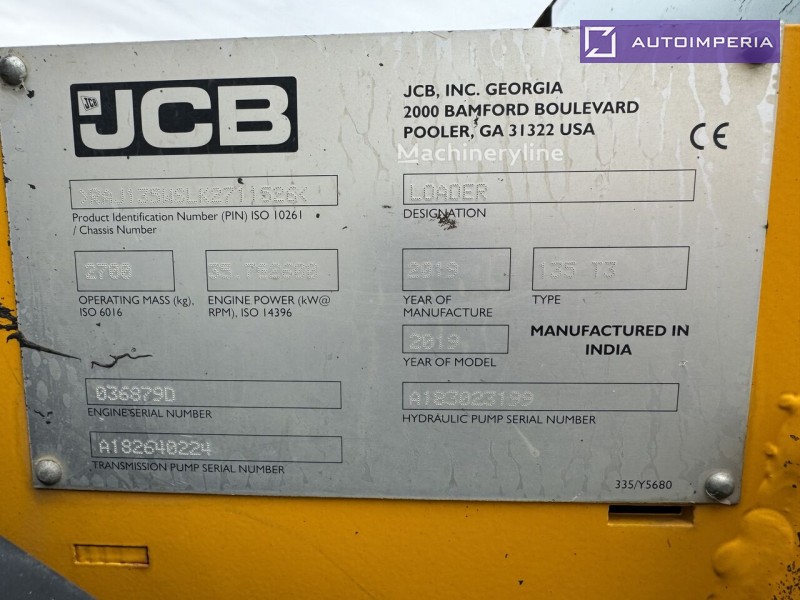 AUTOIMPERIA
JCB
JCB
JCB, INC. GEORGIA
2000 BAMFORD BOULEVARD
POOLER, GA 31322 USA
CE
Machineryline
LOADER
Product Identification Number (PIN) ISO 10261
/ Chassis Number
DESIGNATION
2700
2019
135 T3
OPERATING MASS (kg),
ISO 6016
ENGINE POWER (kW@
RPM), ISO 14396
YEAR OF
MANUFACTURE
TYPE
2019
YEAR OF MODEL
MANUFACTURED IN
INDIA
036879D
ENGINE SERIAL NUMBER
A183023199
HYDRAULIC PUMP SERIAL NUMBER
A182640224
TRANSMISSION PUMP SERIAL NUMBER
335/Y5680